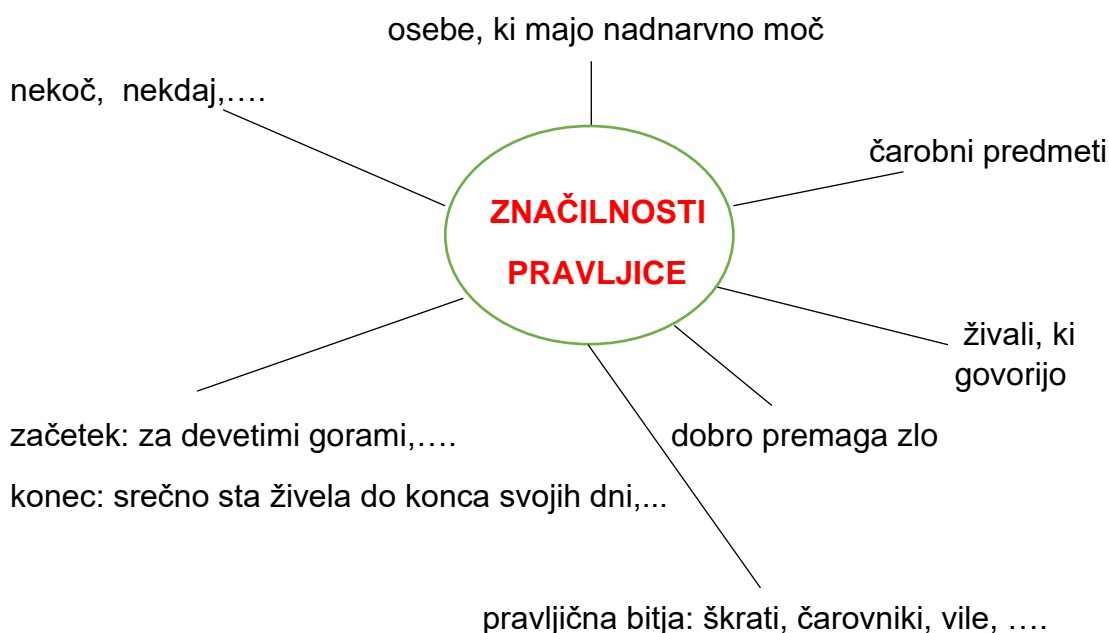 osebe, ki majo nadnarvno moč
nekoč,  nekdaj,….
čarobni predmeti
ZNAČILNOSTI
PRAVLJICE
živali, ki
govorijo
začetek: za devetimi gorami,….
dobro premaga zlo
konec: srečno sta živela do konca svojih dni,...
pravljična bitja: škrati, čarovniki, vile, ….